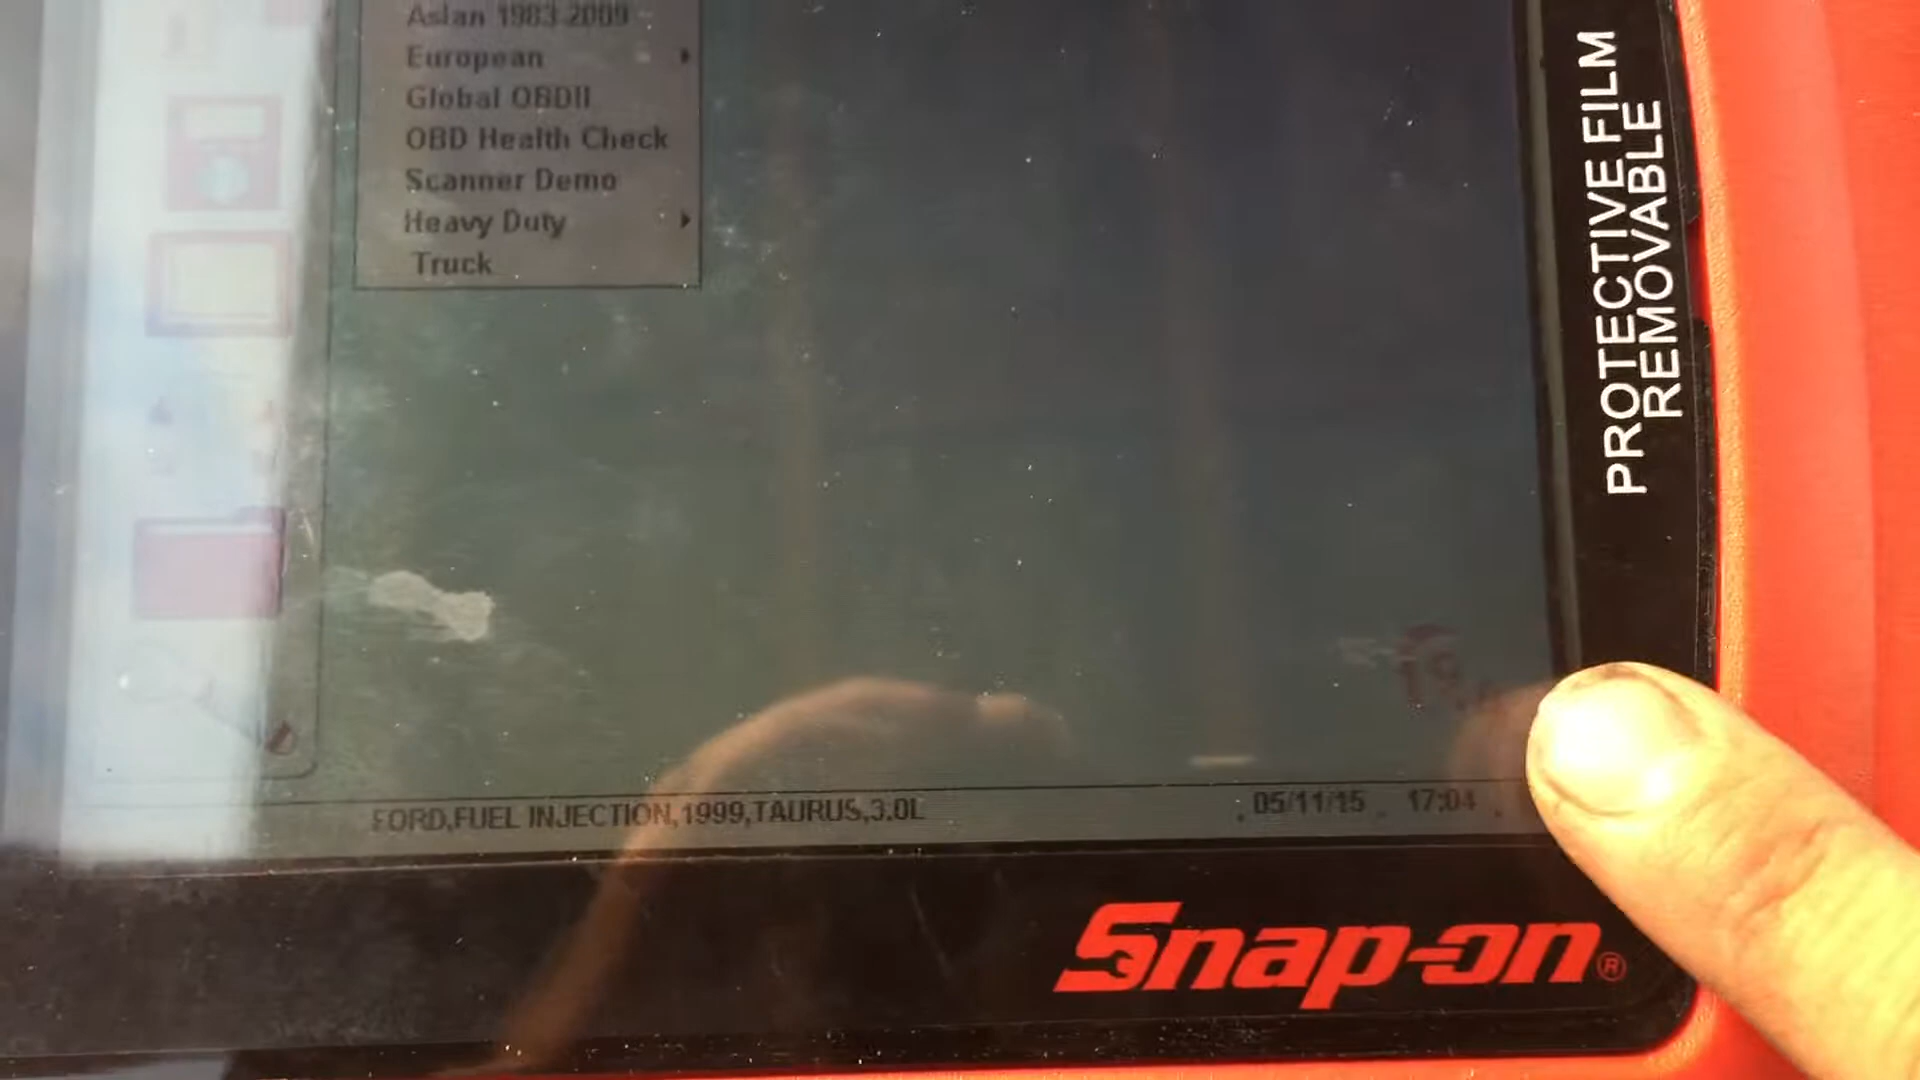 Asian 1983-2009
European
Global OBDII
OBD Health Check
Scanner Demo
Heavy Duty
Truck
PROTECTIVE FILM
REMOVABLE
FORD,FUEL INJECTION,1999,TAURUS,3.0L
05/11/15 17:04
Snap-on®